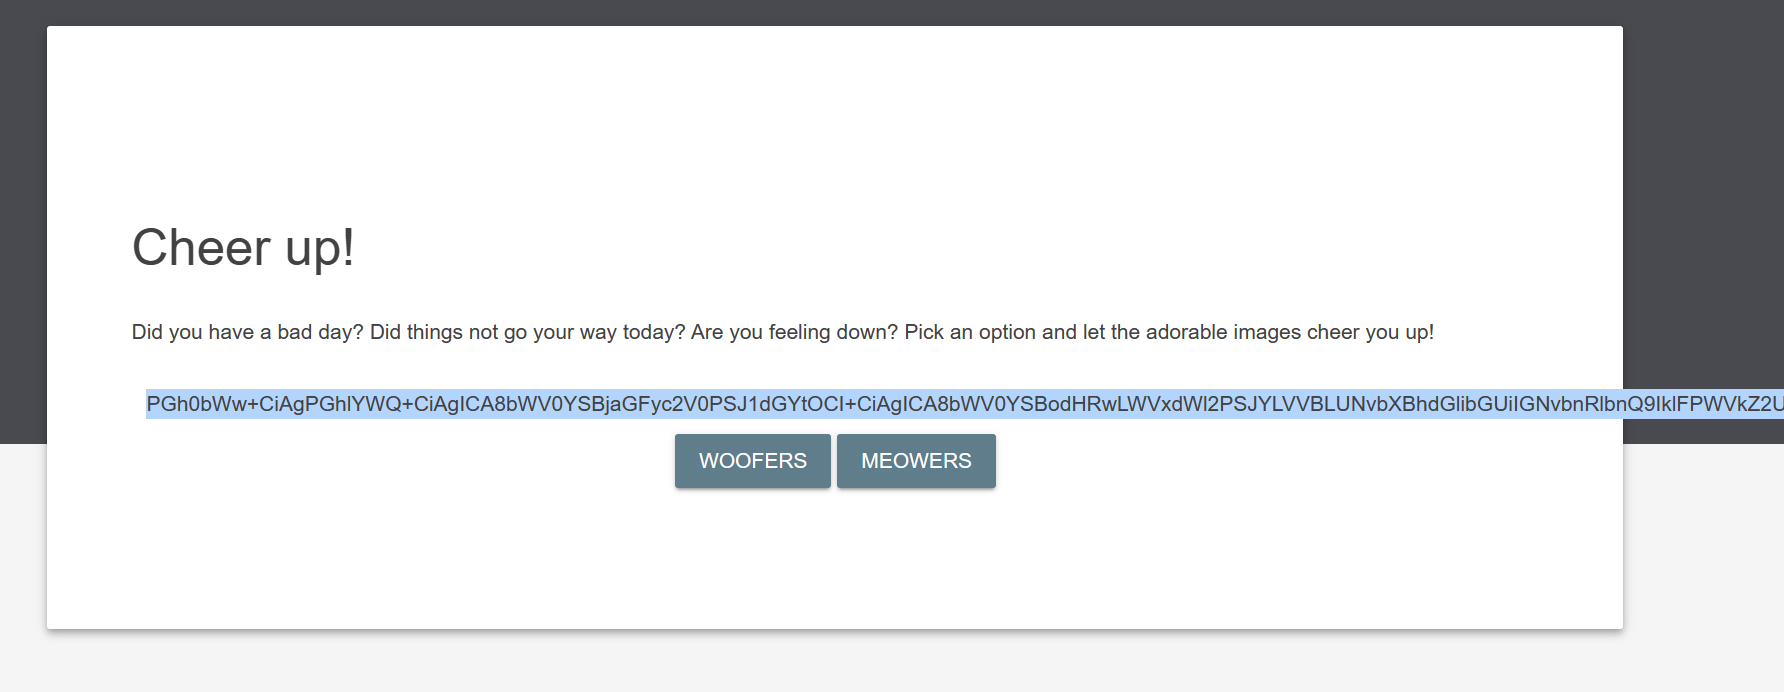 Cheer up!
Did you have a bad day? Did things not go your way today? Are you feeling down? Pick an option and let the adorable images cheer you up!
PGh0bWw+CiAgPGhlYWQ+CiAgICA8bWV0YSBjaGFyc2V0PSJ1dGYtOCI+CiAgICA8bWV0YSBodHRwLWVxdWl2PSJYLVVBLUNvbXBhdGlibGUiIGNvbnRlbnQ9IklFPWVkZ2U
WOOFERS MEOWERS